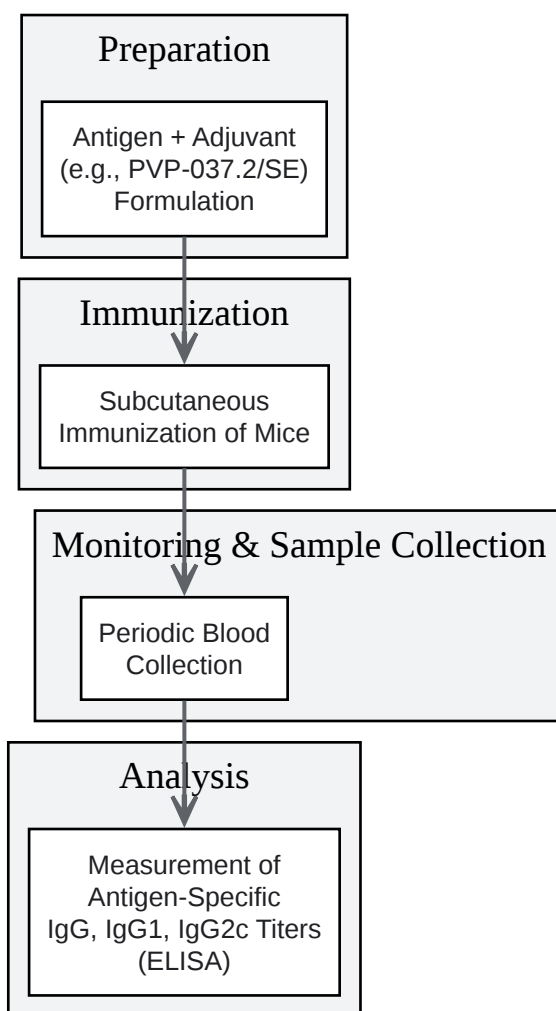 Preparation
Antigen + Adjuvant
(e.g., PVP-037.2/SE)
Formulation
Immunization
Subcutaneous
Immunization of Mice
Monitoring & Sample Collection
Periodic Blood
Collection
Analysis
Measurement of
Antigen-Specific
IgG, IgG1, IgG2c Titers
(ELISA)